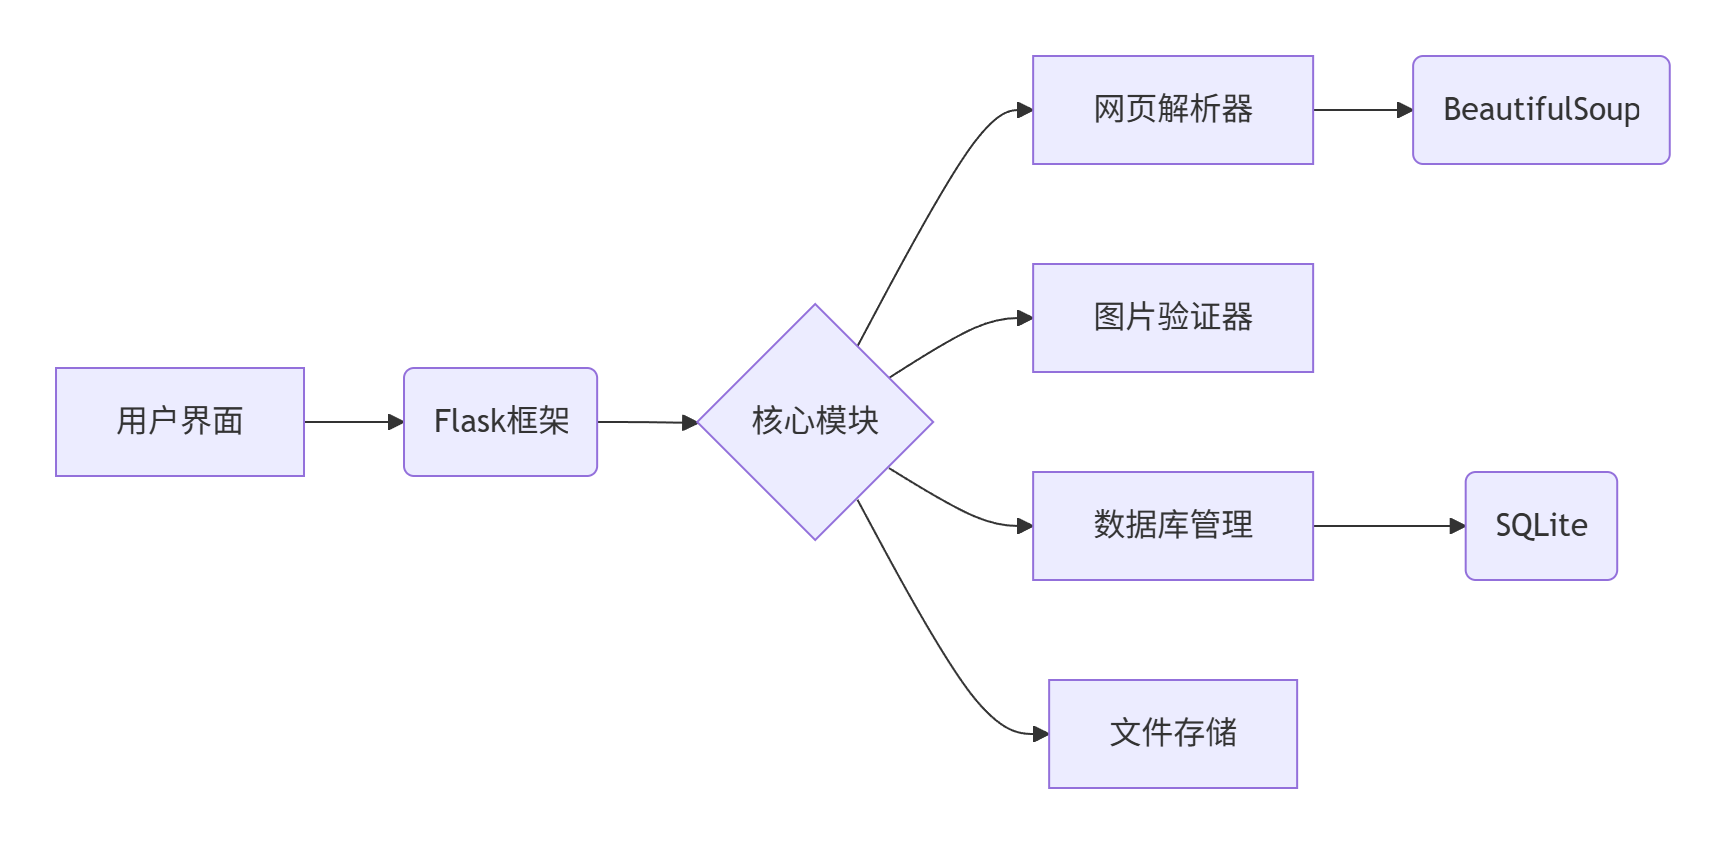 网页解析器
BeautifulSoup
图片验证器
用户界面
Flask框架
核心模块
数据库管理
SQLite
文件存储